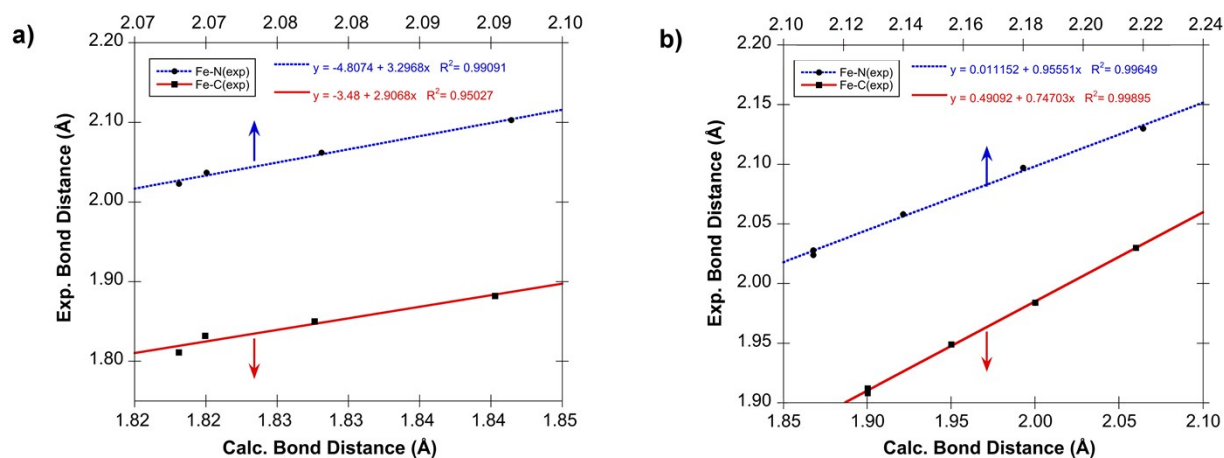 a)
2.07 2.07 2.08 2.08 2.09 2.09 2.10
2.20
2.10
2.00
1.90
1.80
Exp. Bond Distance (Å)
Fe-N(exp)
Fe-C(exp)
y = -4.8074 + 3.2968x R²= 0.99091
y = -3.48 + 2.9068x R²= 0.95027
1.82 1.82 1.83 1.83 1.84 1.84 1.85
Calc. Bond Distance (Å)
b)
2.10 2.12 2.14 2.16 2.18 2.20 2.22 2.24
2.20
2.15
2.10
2.05
2.00
1.95
1.90
Exp. Bond Distance (Å)
Fe-N(exp)
Fe-C(exp)
y = 0.011152 + 0.95551x R²= 0.99649
y = 0.49092 + 0.74703x R²= 0.99895
1.85 1.90 1.95 2.00 2.05 2.10
Calc. Bond Distance (Å)